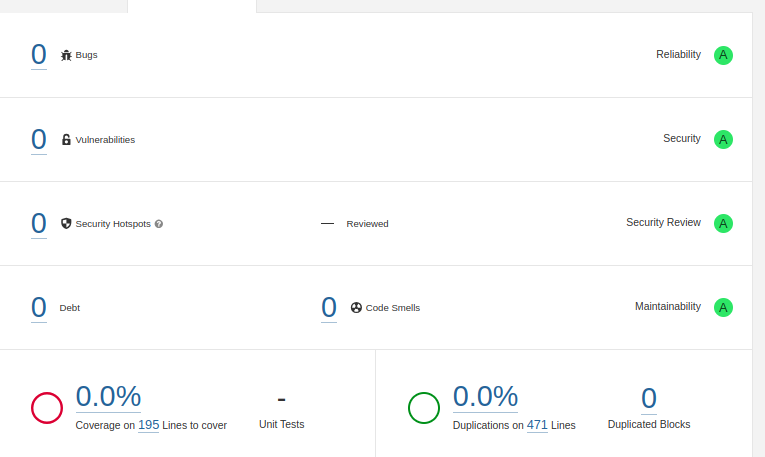 0 Bugs Reliability A
0 Vulnerabilities Security A
0 Security Hotspots ? — Reviewed Security Review A
0 Debt 0 Code Smells Maintainability A
0.0% - 0.0% 0
Coverage on 195 Lines to cover Unit Tests Duplications on 471 Lines Duplicated Blocks